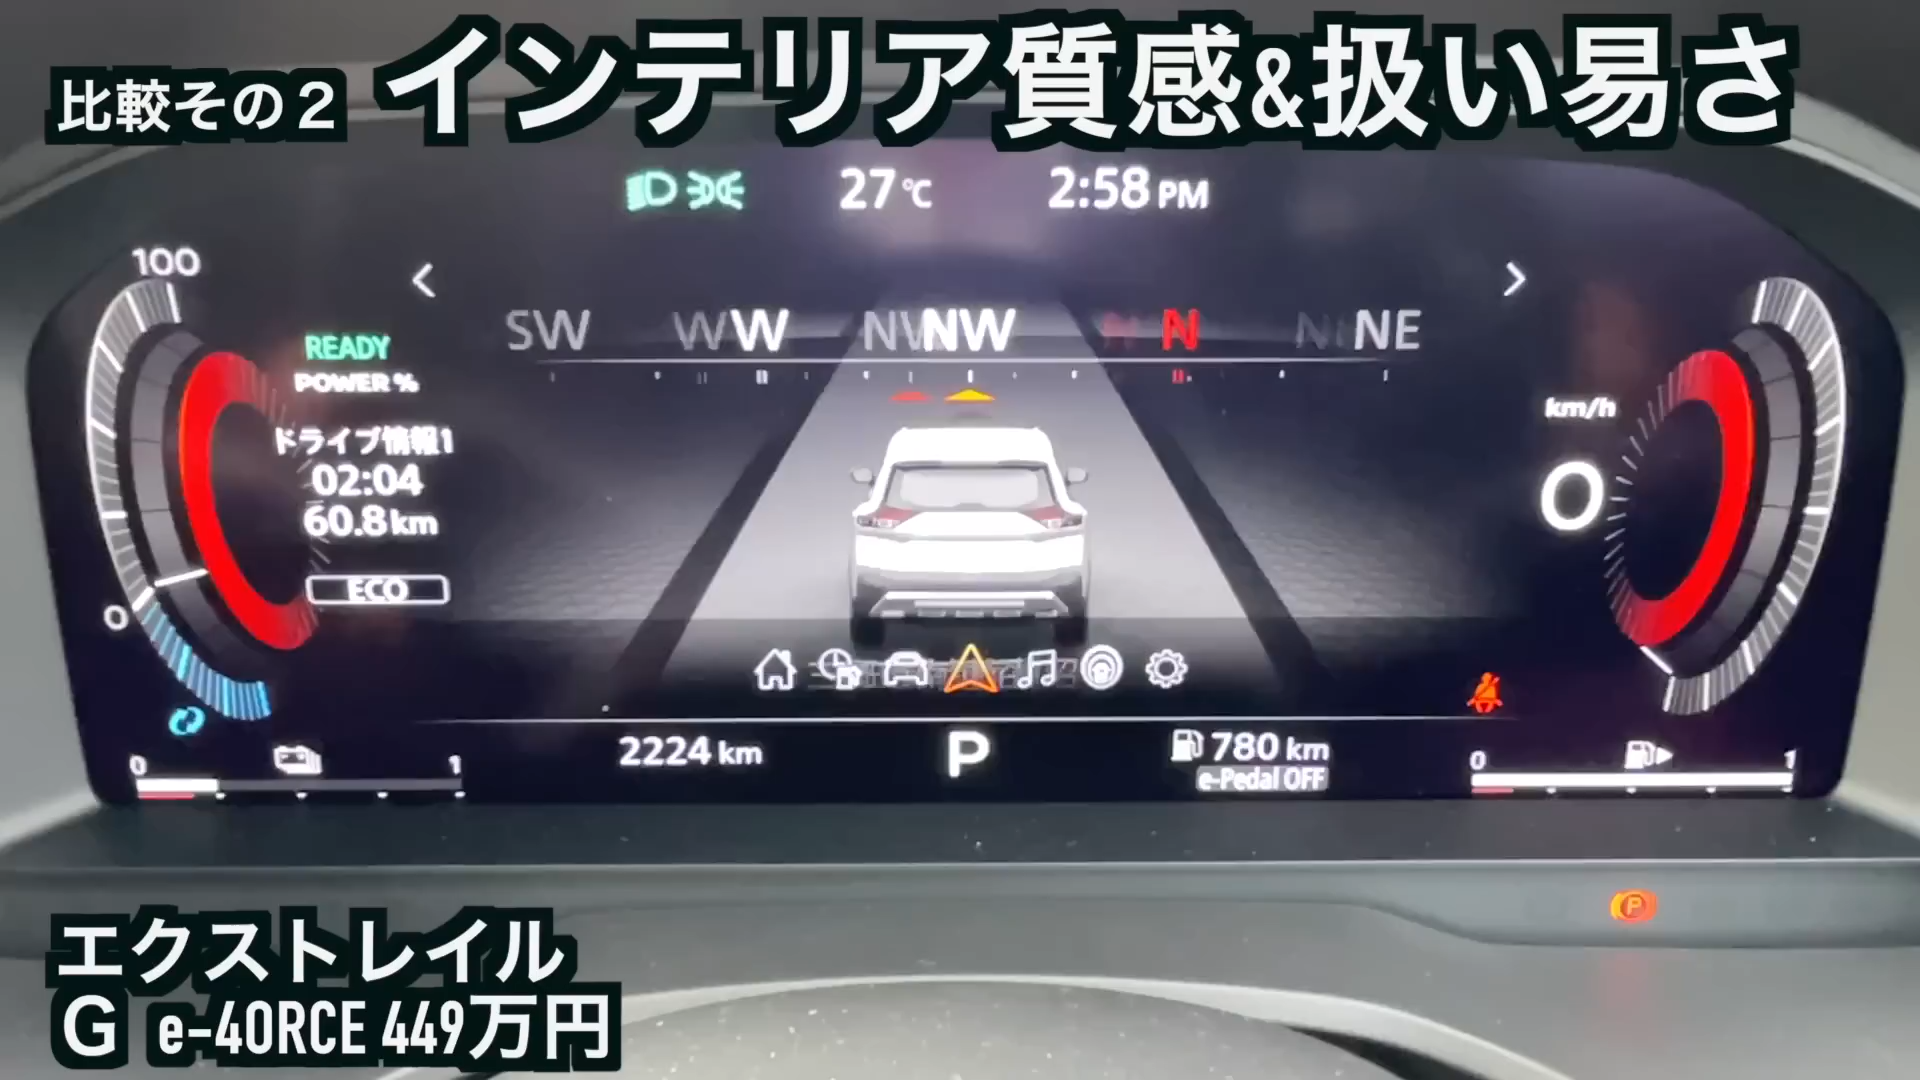 比較その2 インテリア質感&扱い易さ
27℃ 2:58 PM
100
SW W NW N NE
READY
POWER %
ドライブ情報1
02:04
60.8 km
ECO
0
km/h
0
0 1
2224 km
P
780 km
e-Pedal OFF
0 1
P
エクストレイル
G e-4ORCE 449万円